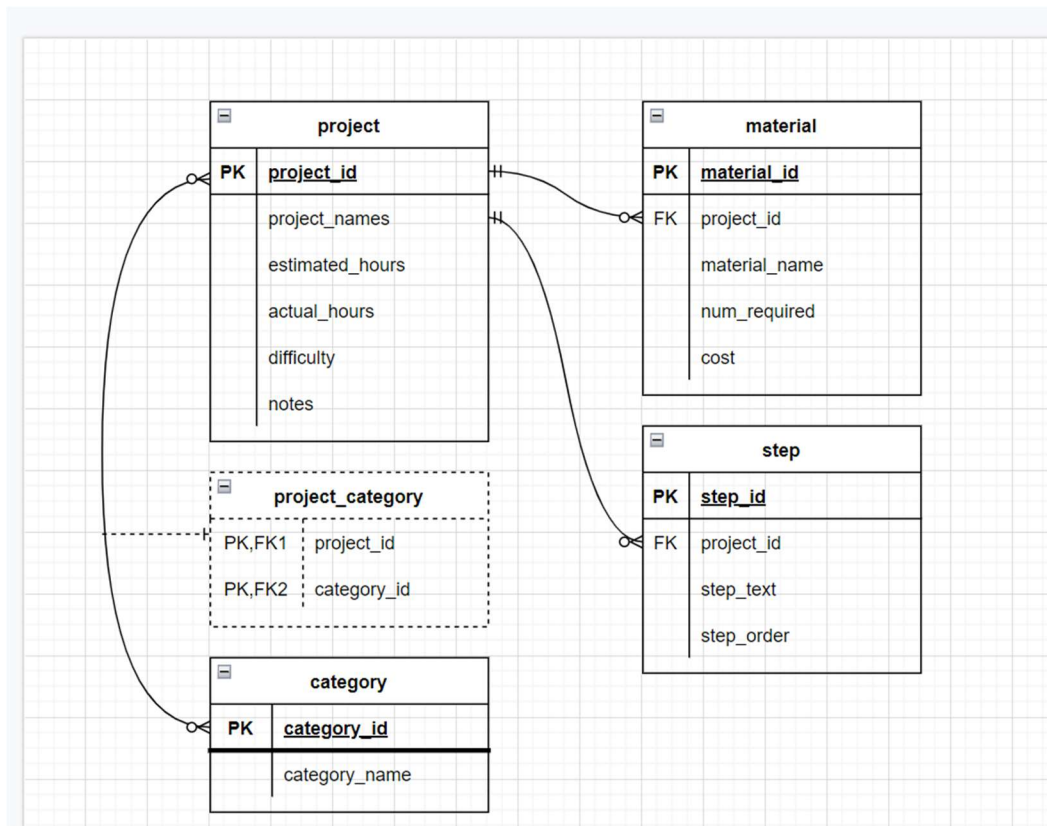 project
PK project_id
project_names
estimated_hours
actual_hours
difficulty
notes
material
PK material_id
FK project_id
material_name
num_required
cost
project_category
PK,FK1 project_id
PK,FK2 category_id
step
PK step_id
FK project_id
step_text
step_order
category
PK category_id
category_name